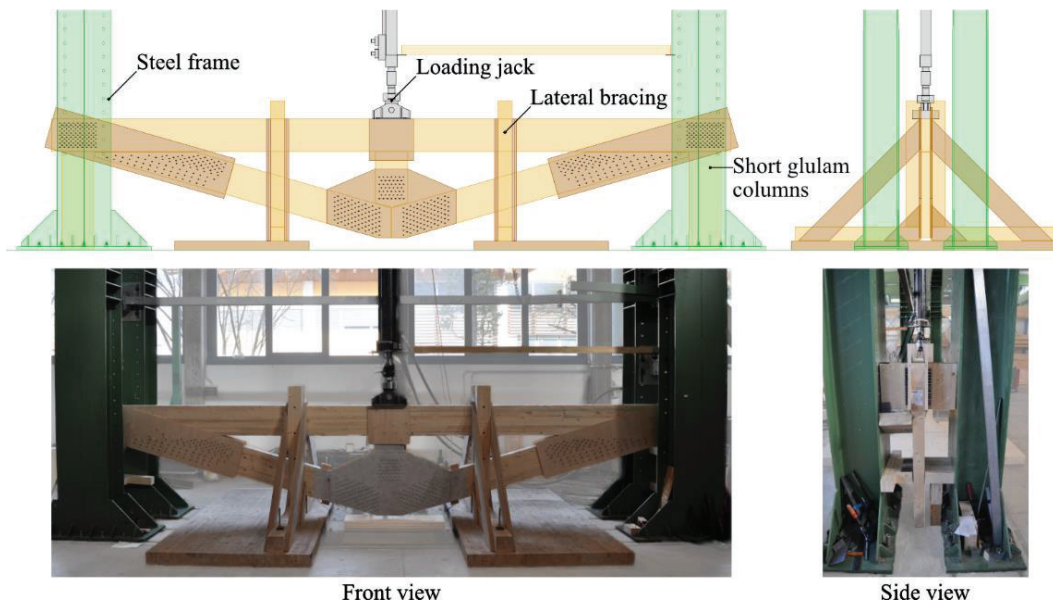 Steel frame
Loading jack
Lateral bracing
Short glulam
columns
Front view
Side view